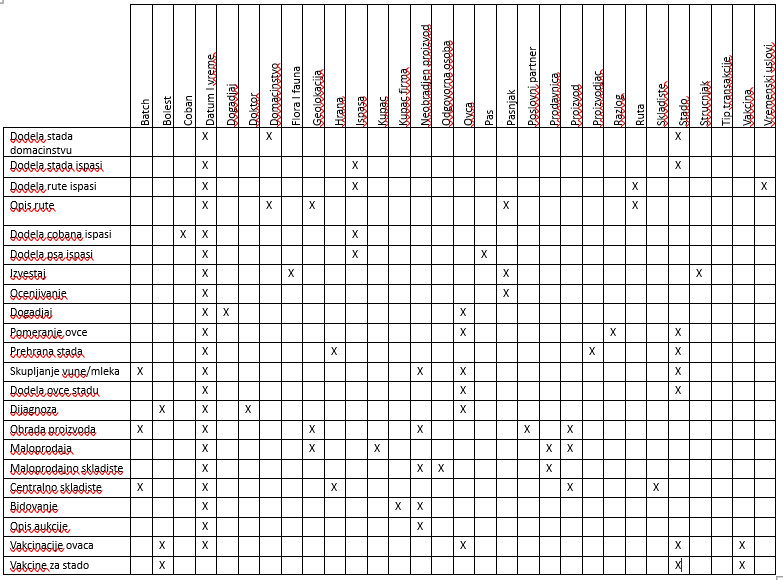 Batch
Bolest
Coban
Datum I vreme
Dogadjaj
Doktor
Domacinstvo
Flora I fauna
Geolokacija
Hrana
Ispasa
Kupac
Kupac firma
Neobradjen proizvod
Odgovorna osoba
Ovca
Pas
Pasnjak
Poslovni partner
Prodavnica
Proizvod
Proizvodjac
Razlog
Ruta
Skladiste
Stado
Strucnjak
Tip transakcije
Vakcina
Vremenski uslovi
Dodela stada X X X
domacinstvu
Dodela stada ispasi X X X
Dodela rute ispasi X X X X
Opis rute X X X X X
Dodela cobana ispasi X X X
Dodela psa ispasi X X X
Izvestaj X X X X
Ocenjivanje X X
Dogadjaj X X X
Pomeranje ovce X X X X
Prehrana stada X X X X
Skupljanje vune/mleka X X X X X
Dodela ovce stadu X X X
Dijagnoza X X X X
Obrada proizvoda X X X X X X
Maloprodaja X X X X X
Maloprodajno skladiste X X X X
Centralno skladiste X X X X X
Bidovanje X X X
Opis aukcije X X
Vakcinacije ovaca X X X X X
Vakcine za stado X X X